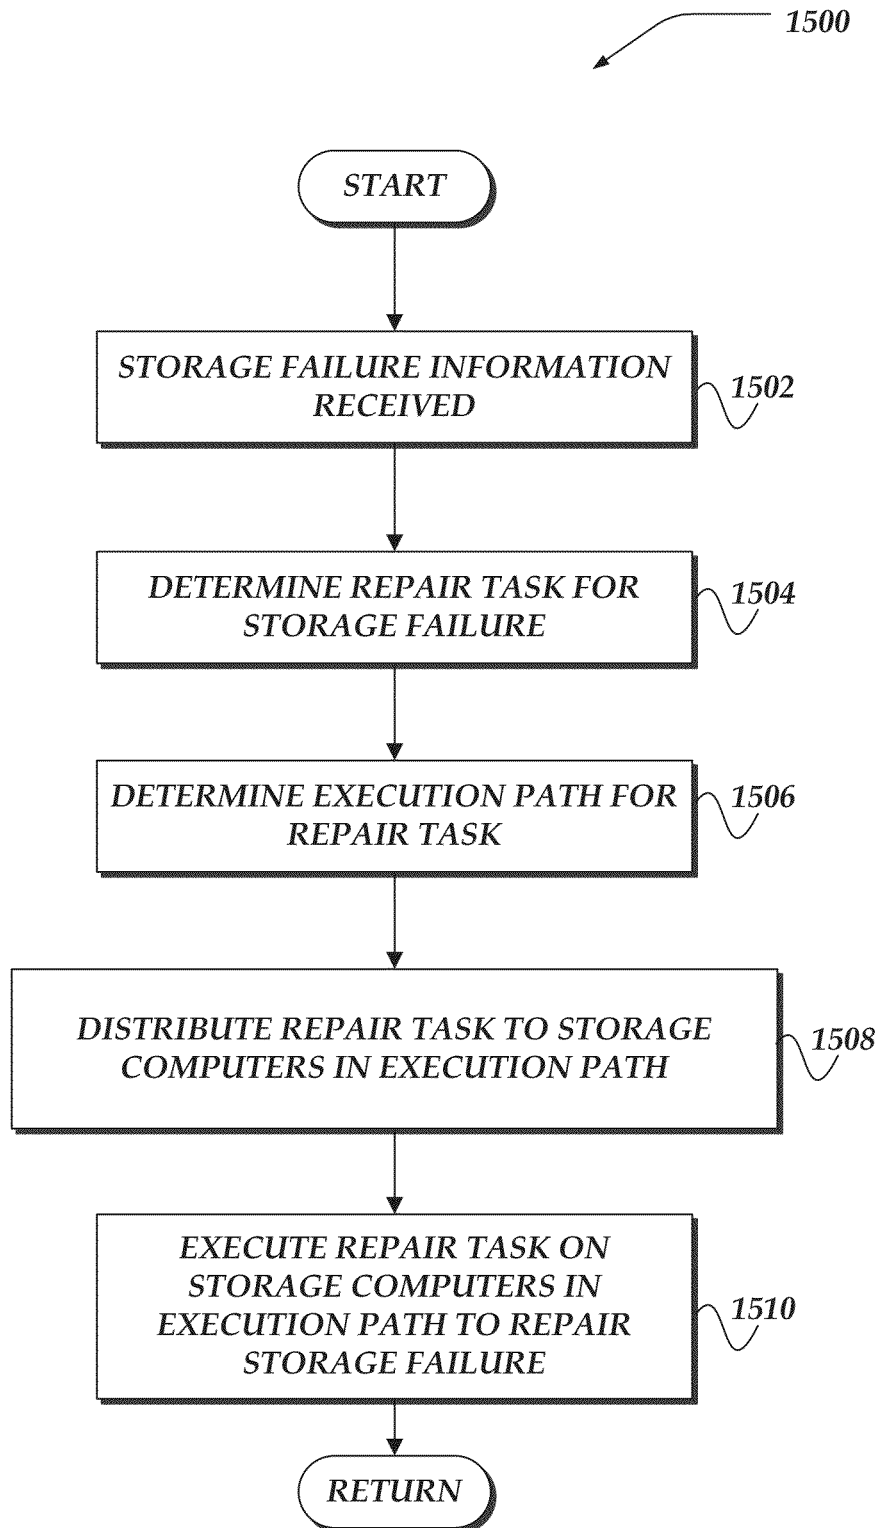 1500
START
STORAGE FAILURE INFORMATION
RECEIVED
1502
DETERMINE REPAIR TASK FOR
STORAGE FAILURE
1504
DETERMINE EXECUTION PATH FOR
REPAIR TASK
1506
DISTRIBUTE REPAIR TASK TO STORAGE
COMPUTERS IN EXECUTION PATH
1508
EXECUTE REPAIR TASK ON
STORAGE COMPUTERS IN
EXECUTION PATH TO REPAIR
STORAGE FAILURE
1510
RETURN